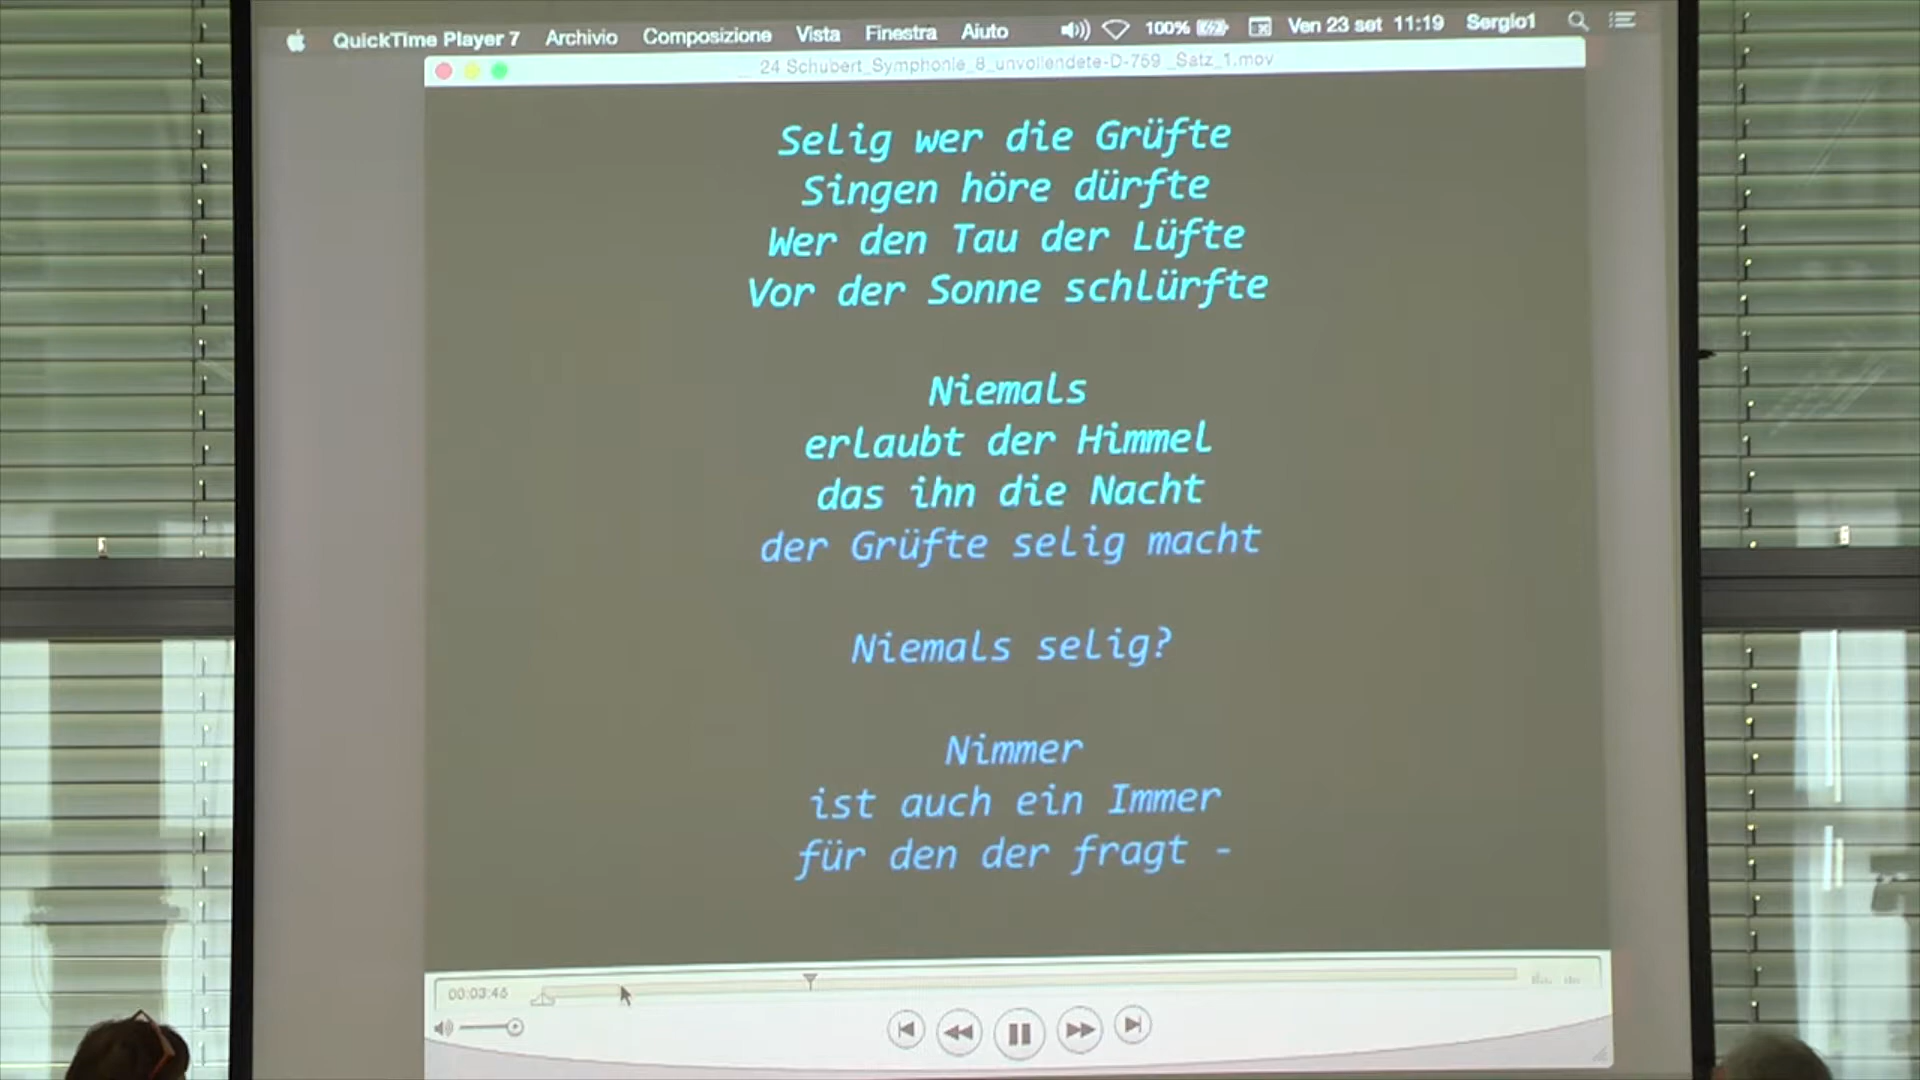 QuickTime Player 7 Archivio Composizione Vista Finestra Aiuto 100% Ven 23 set 11:19 Sergio1
24 Schubert_Symphonie_8_unvollendete-D-759 _Satz_1.mov
Selig wer die Grüfte
Singen höre dürfte
Wer den Tau der Lüfte
Vor der Sonne schlürfte
Niemals
erlaubt der Himmel
das ihn die Nacht
der Grüfte selig macht
Niemals selig?
Nimmer
ist auch ein Immer
für den der fragt -
00:03:46